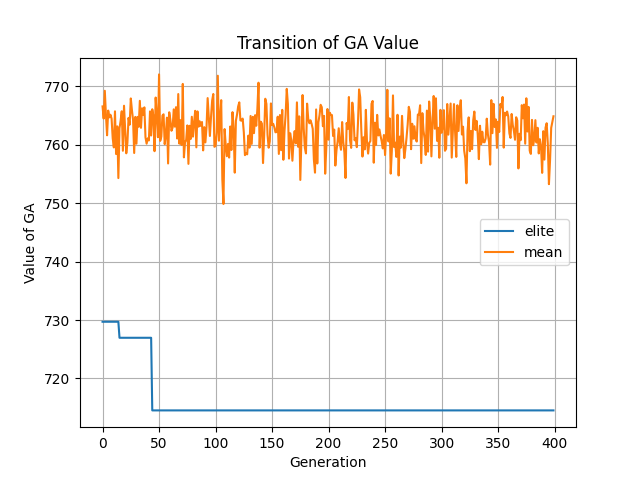 Transition of GA Value
Value of GA
770
760
750
740
730
720
elite
mean
0 50 100 150 200 250 300 350 400
Generation